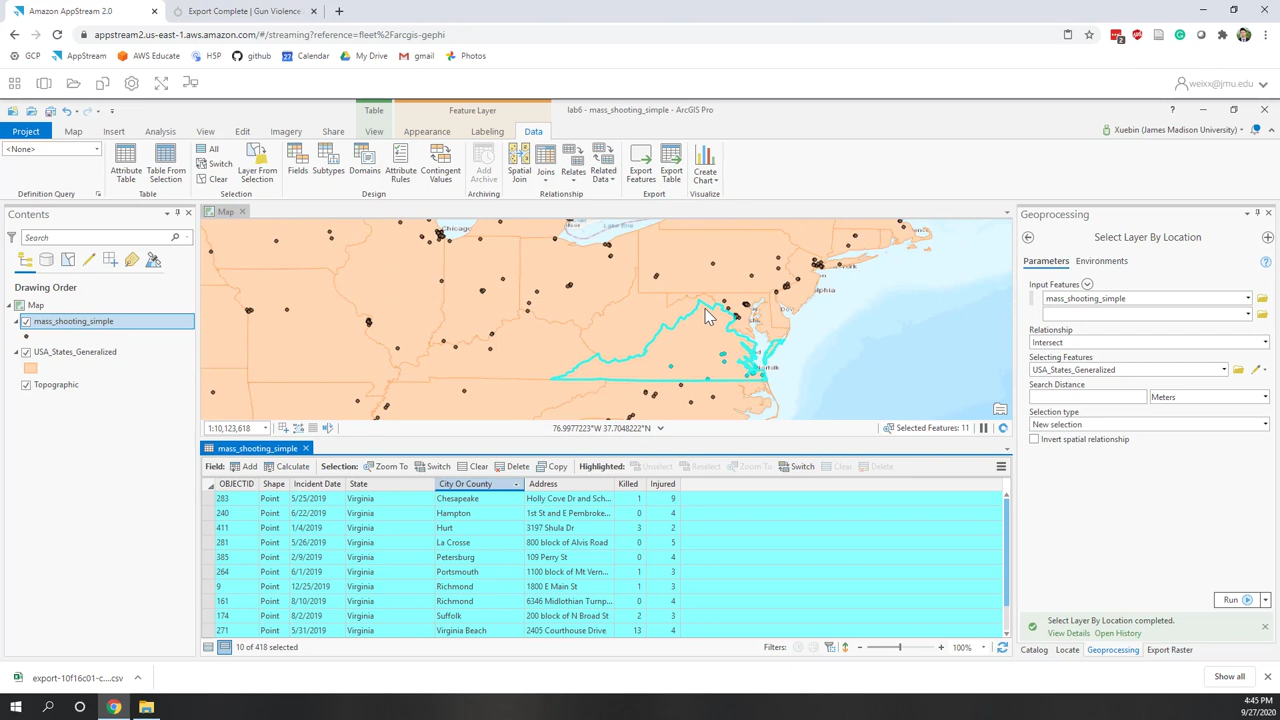 Amazon AppStream 2.0
Export Complete | Gun Violence
appstream2.us-east-1.aws.amazon.com/#/streaming?reference=fleet%2Farcgis-gephi
GCP AppStream AWS Educate H5P github Calendar My Drive gmail Photos
weixx@jmu.edu
Table
Feature Layer
lab6 - mass_shooting_simple - ArcGIS Pro
Project Map Insert Analysis View Edit Imagery Share View Appearance Labeling Data
Xuebin (James Madison University)
<None>
Definition Query
Attribute Table
Table From Selection
Table
All
Switch
Clear
Layer From Selection
Selection
Fields
Subtypes
Domains
Attribute Rules
Contingent Values
Design
Add Archive
Archiving
Spatial Join
Joins
Relates
Related Data
Relationship
Export Features
Export Table
Export
Create Chart
Visualize
Contents
Search
Drawing Order
Map
mass_shooting_simple
USA_States_Generalized
Topographic
Map
Chicago
1:10,123,618
76.9977223°W 37.7048222°N
Selected Features: 11
mass_shooting_simple
Field: Add Calculate Selection: Zoom To Switch Clear Delete Copy Highlighted: Unselect Reselect Zoom To Switch Clear Delete
OBJECTID Shape Incident Date State City Or County Address Killed Injured
283 Point 5/25/2019 Virginia Chesapeake Holly Cove Dr and Sch... 1 9
240 Point 6/22/2019 Virginia Hampton 1st St and E Pembroke... 0 4
411 Point 1/4/2019 Virginia Hurt 3197 Shula Dr 3 2
281 Point 5/26/2019 Virginia La Crosse 800 block of Alvis Road 0 5
385 Point 2/9/2019 Virginia Petersburg 109 Perry St 0 4
264 Point 6/1/2019 Virginia Portsmouth 1100 block of Mt Vern... 1 3
9 Point 12/25/2019 Virginia Richmond 1800 E Main St 1 3
161 Point 8/10/2019 Virginia Richmond 6346 Midlothian Turnp... 0 4
174 Point 8/2/2019 Virginia Suffolk 200 block of N Broad St 2 3
271 Point 5/31/2019 Virginia Virginia Beach 2405 Courthouse Drive 13 4
10 of 418 selected
Filters:
100%
Geoprocessing
Select Layer By Location
Parameters Environments
Input Features
mass_shooting_simple
Relationship
Intersect
Selecting Features
USA_States_Generalized
Search Distance
Meters
Selection type
New selection
Invert spatial relationship
Run
Select Layer By Location completed.
View Details Open History
Catalog Locate Geoprocessing Export Raster
export-10f16c01-c....csv
Show all
4:45 PM
9/27/2020